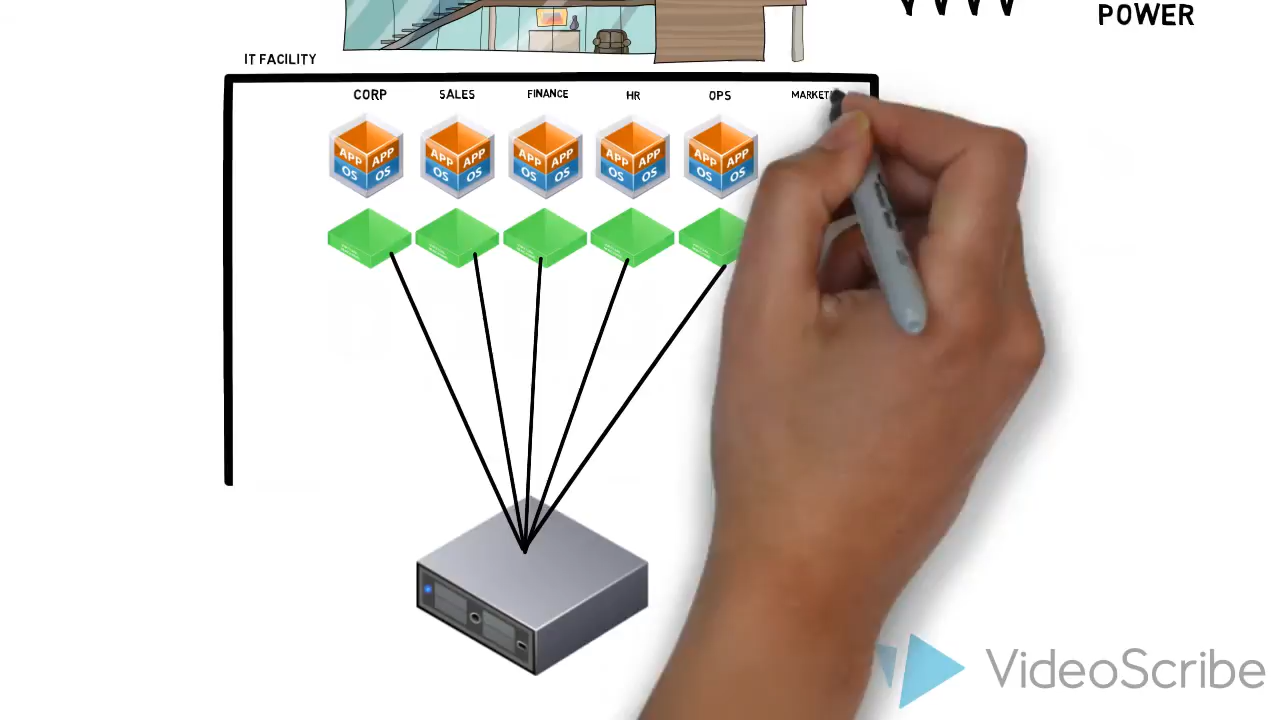 POWER
IT FACILITY
CORP SALES FINANCE HR OPS MARKETI
APP APP APP APP APP APP APP APP APP APP
OS OS OS OS OS OS OS OS OS OS
VideoScribe